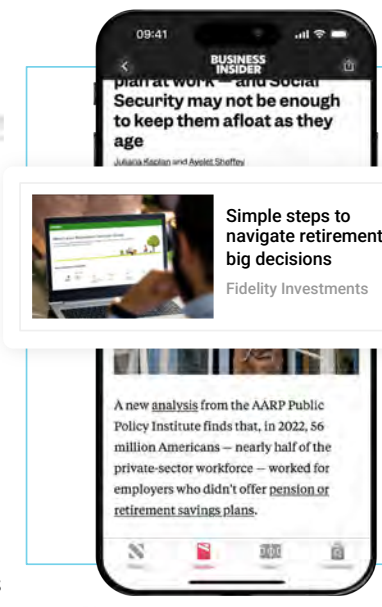 09:41
BUSINESS
INSIDER
plan at work — and Social
Security may not be enough
to keep them afloat as they
age
Juliana Kaplan and Ayelet Sheffey
Simple steps to
navigate retirement
big decisions
Fidelity Investments
A new analysis from the AARP Public
Policy Institute finds that, in 2022, 56
million Americans — nearly half of the
private-sector workforce — worked for
employers who didn't offer pension or
retirement savings plans.
s